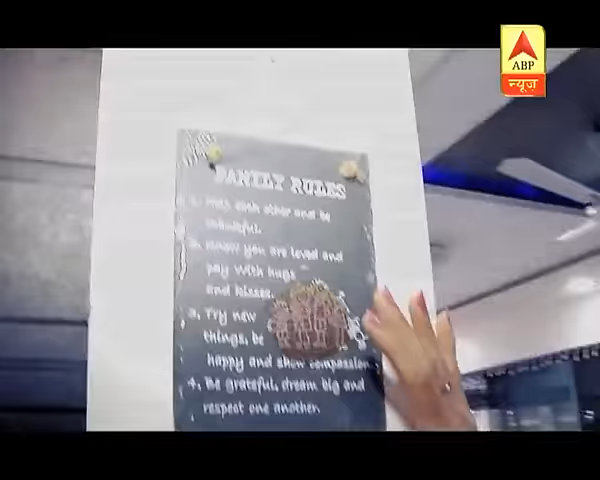 ABP
न्यूज़
FAMILY RULES
1. each other and be
thankful.
2. Know you are loved and
pay with hugs
and kisses.
3. Try new
things, be
happy and show compassion
4. Be grateful, dream big and
respect one another.